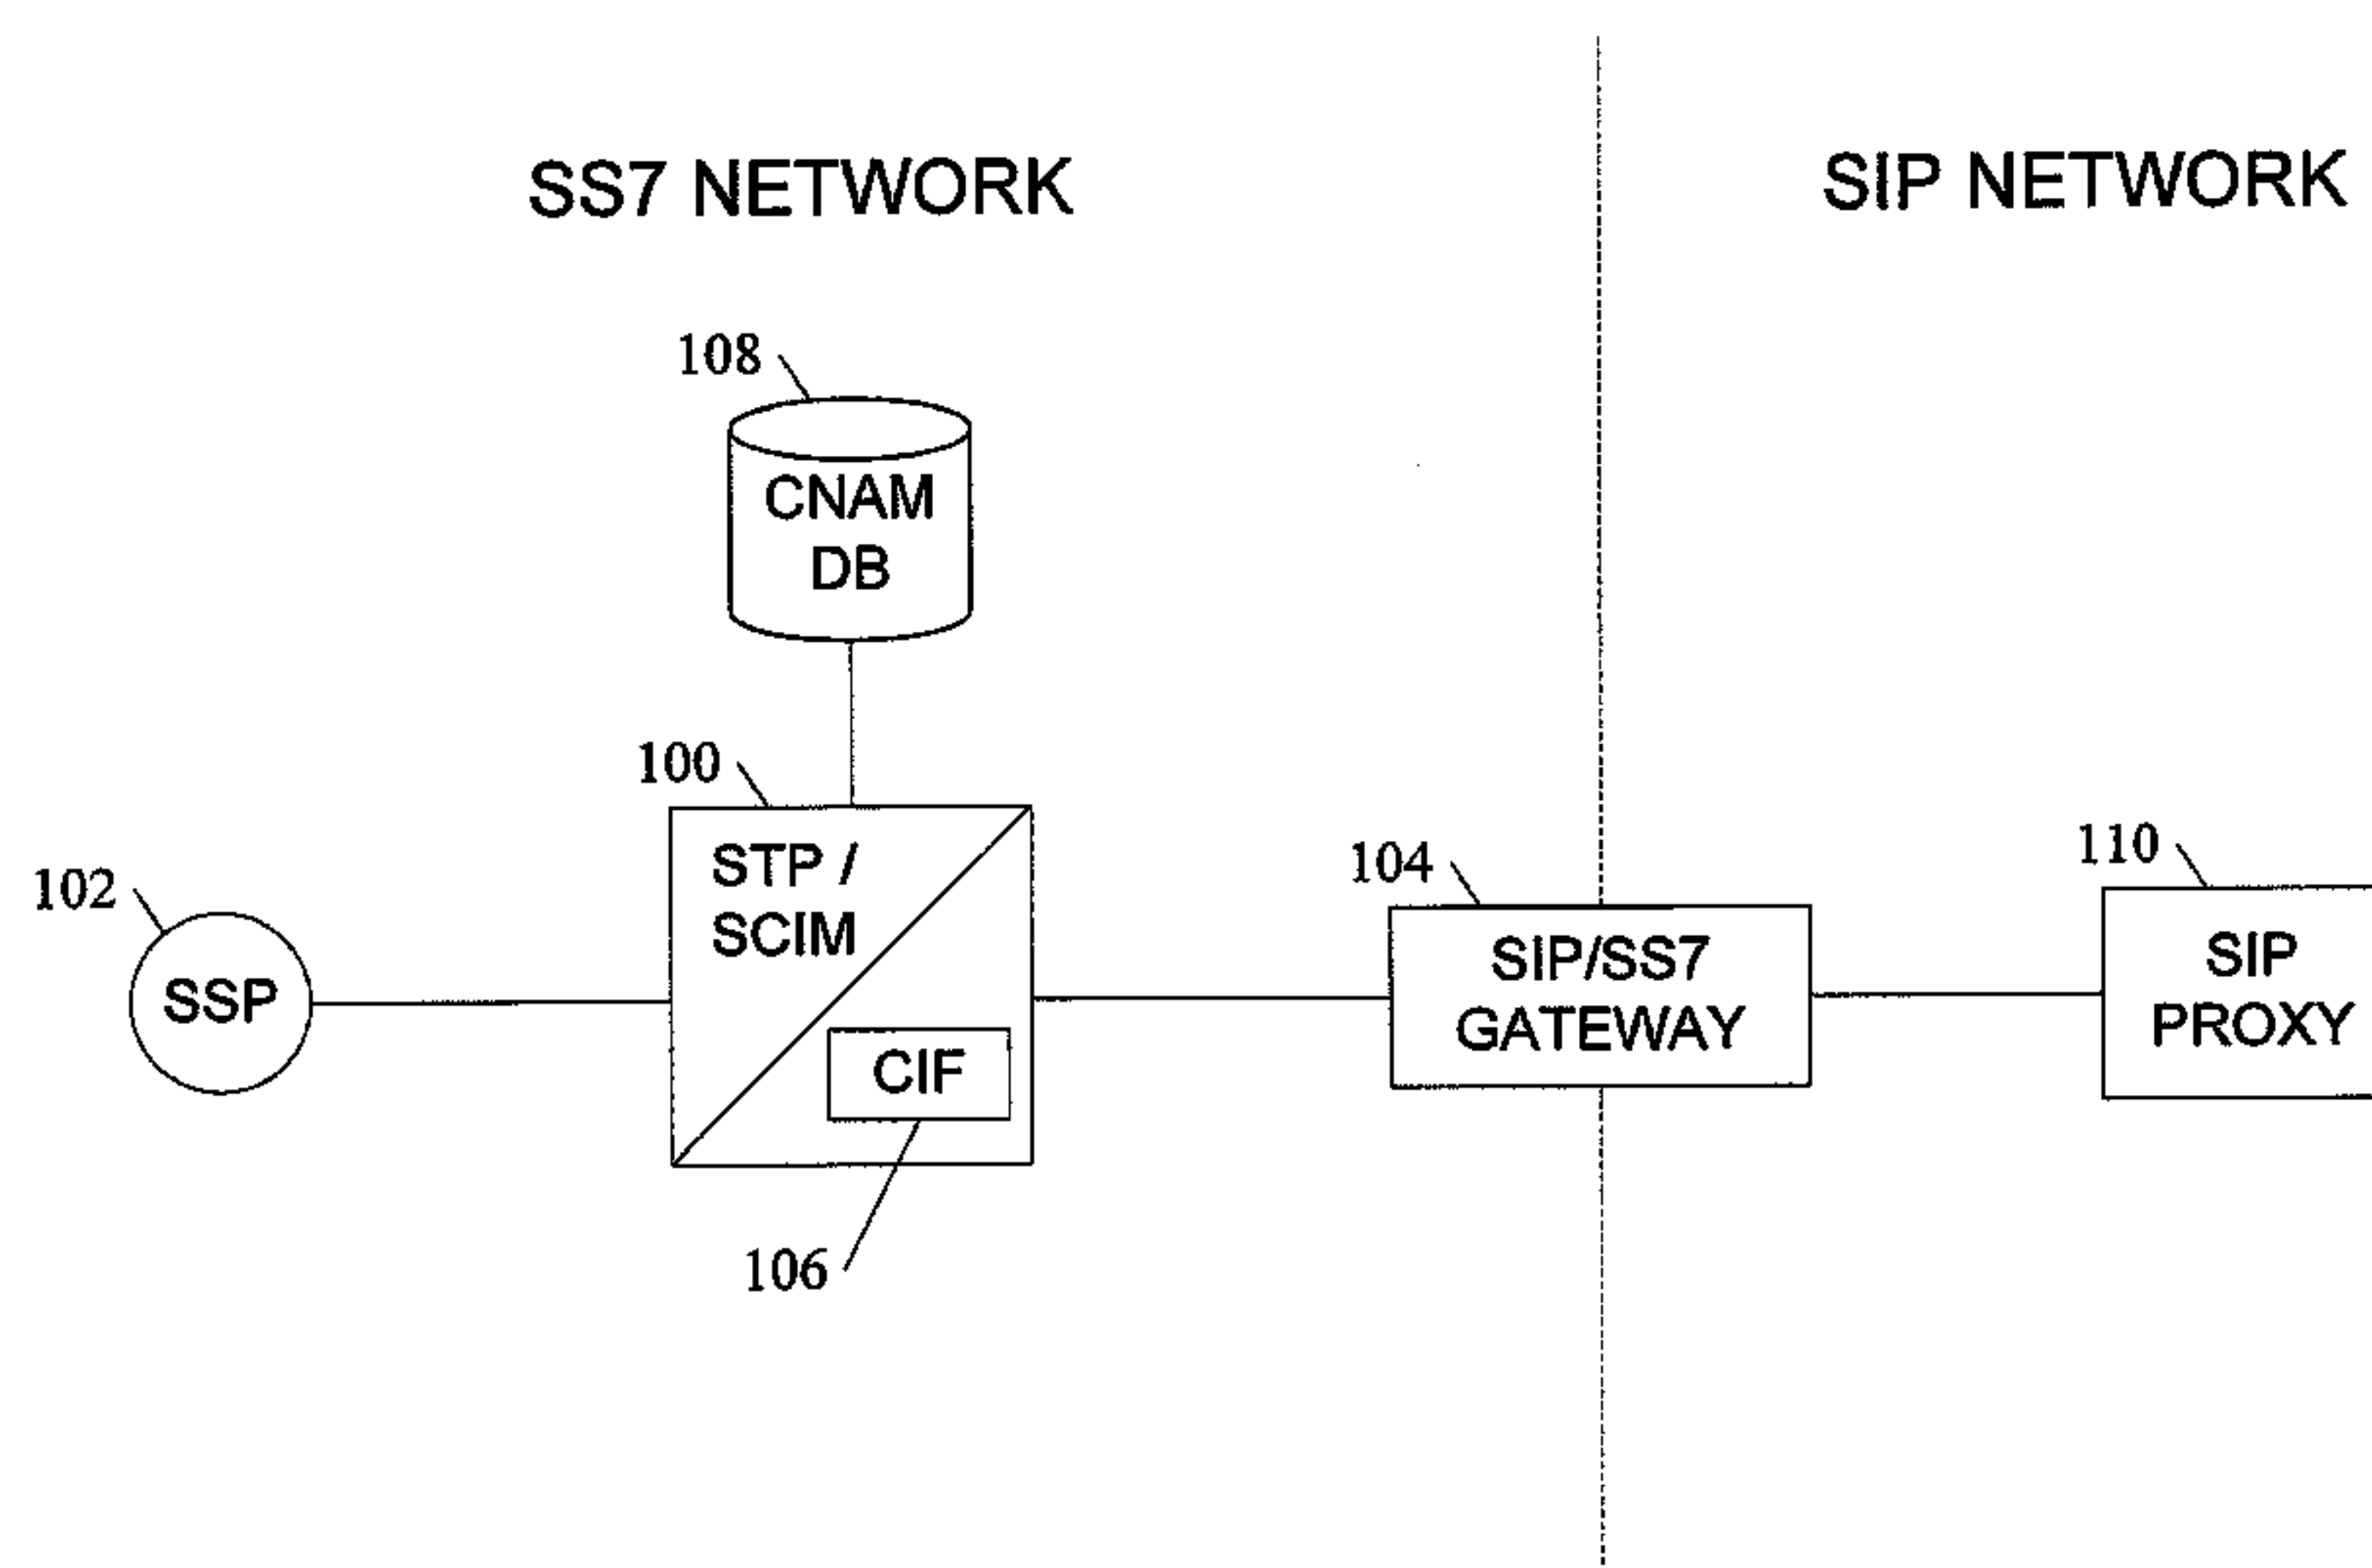 SS7 NETWORK
SIP NETWORK
108
CNAM
DB
100
STP /
SCIM
102
SSP
CIF
106
104
SIP/SS7
GATEWAY
110
SIP
PROXY